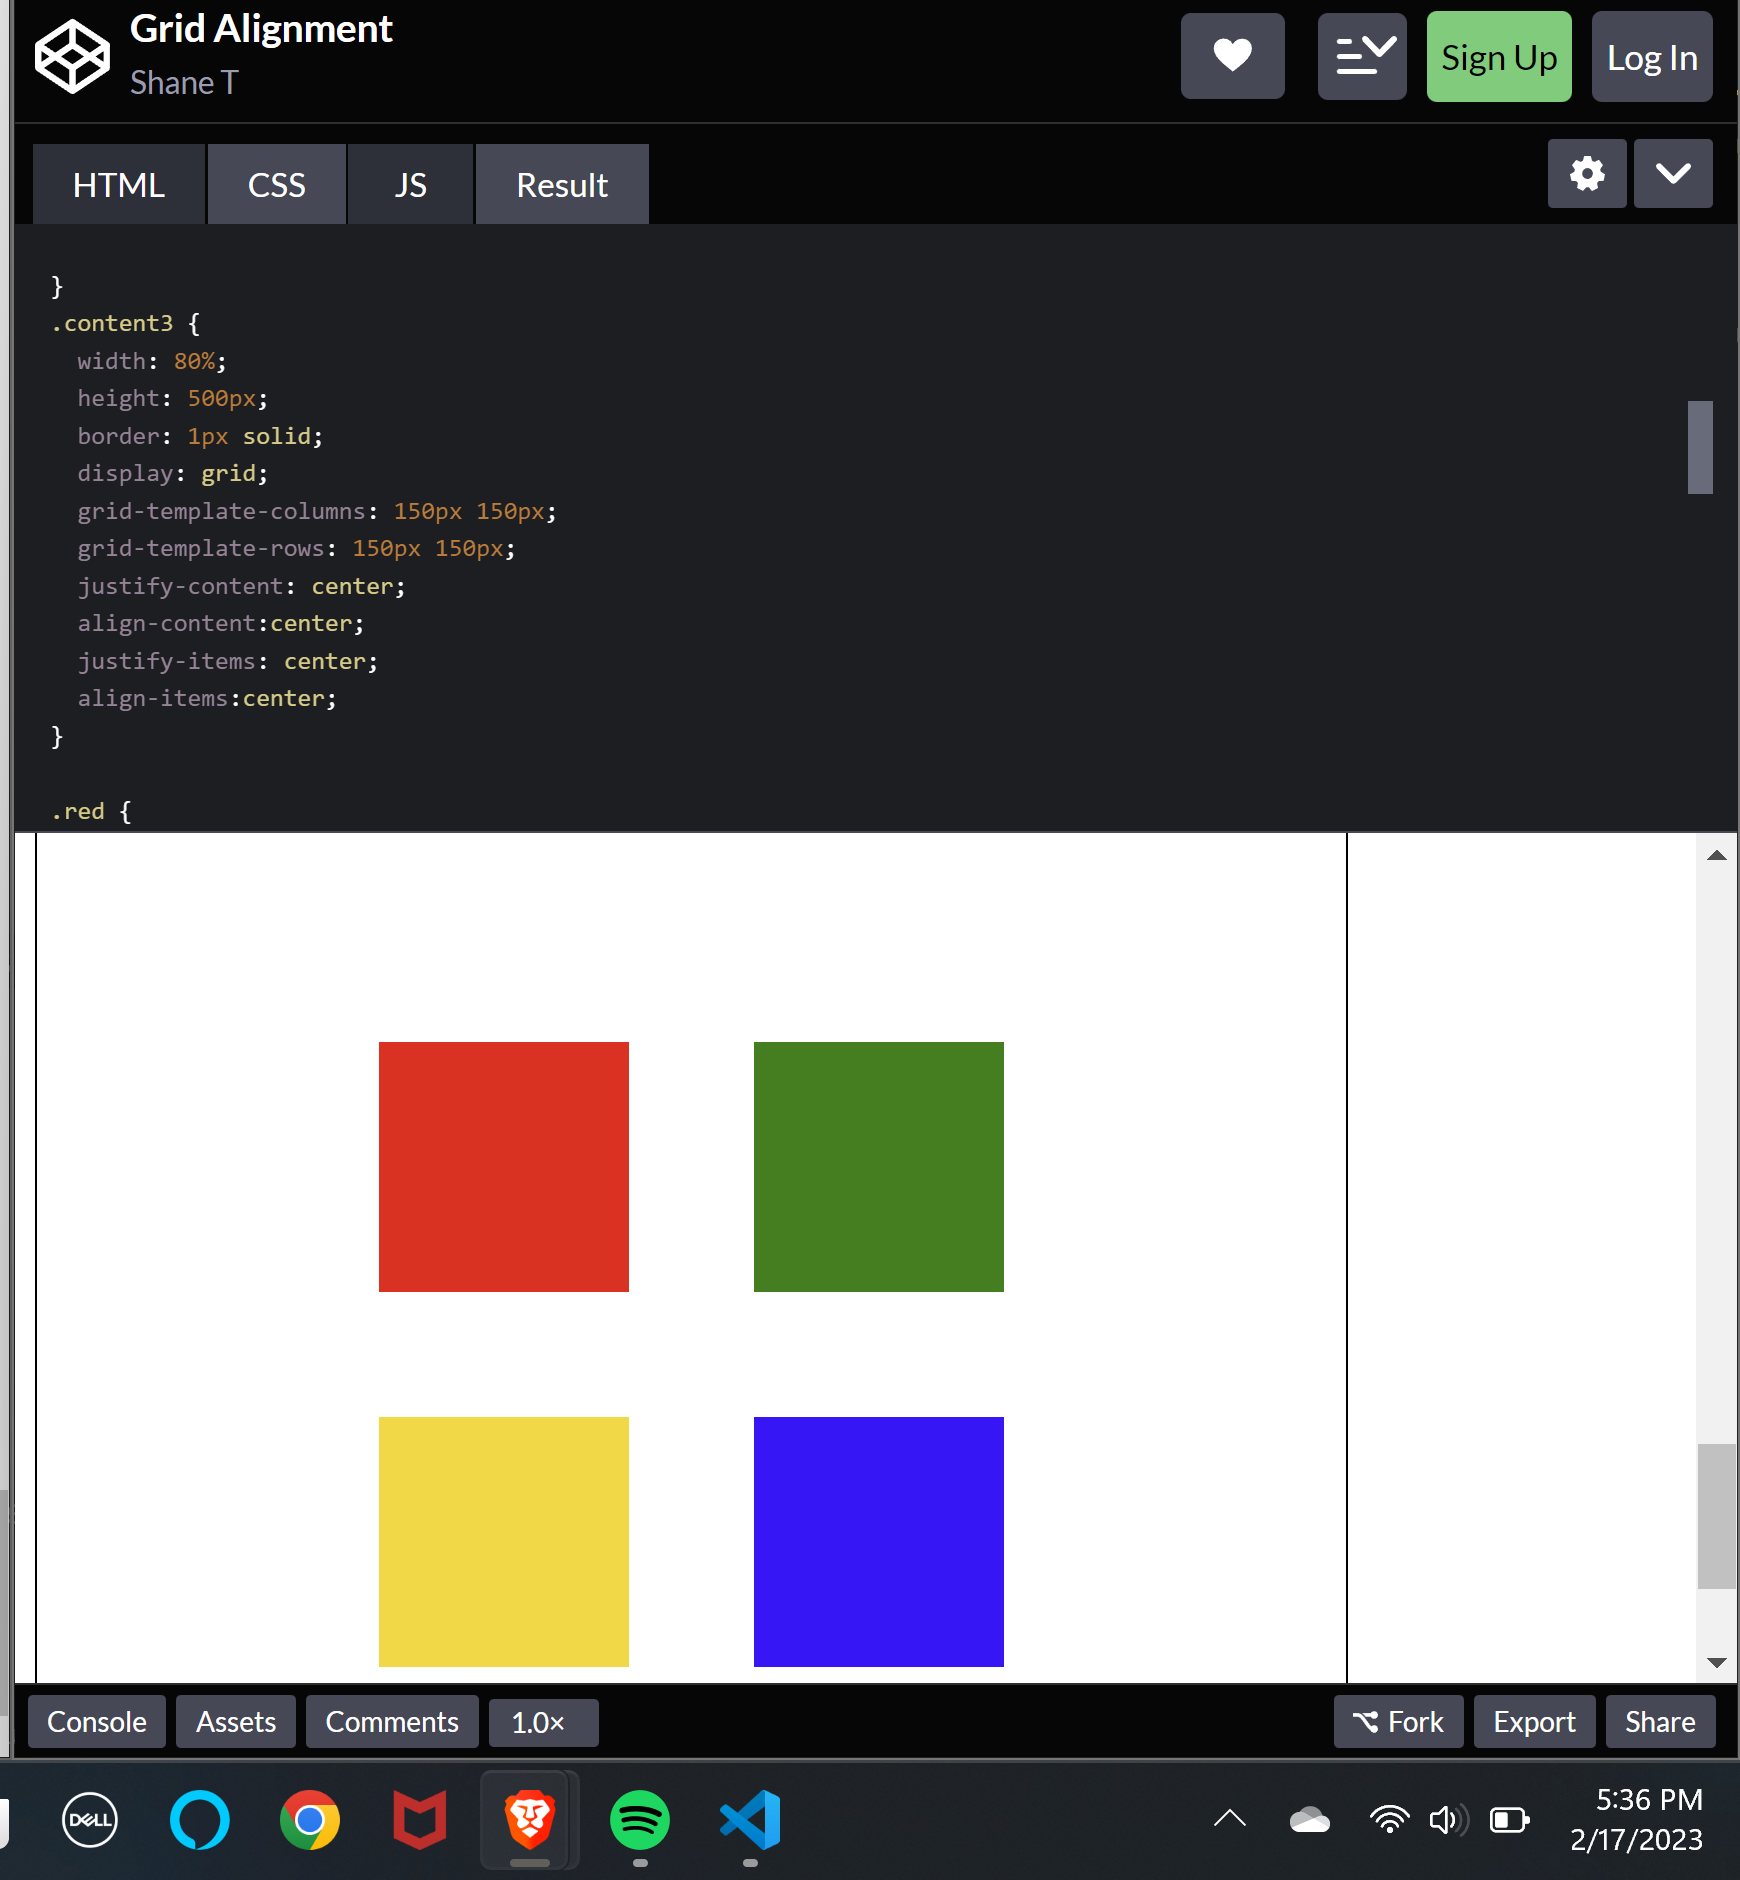 Grid Alignment
Shane T
Sign Up
Log In
HTML
CSS
JS
Result
}
.content3 {
  width: 80%;
  height: 500px;
  border: 1px solid;
  display: grid;
  grid-template-columns: 150px 150px;
  grid-template-rows: 150px 150px;
  justify-content: center;
  align-content:center;
  justify-items: center;
  align-items:center;
}
.red {
Console
Assets
Comments
1.0×
Fork
Export
Share
DELL
5:36 PM
2/17/2023